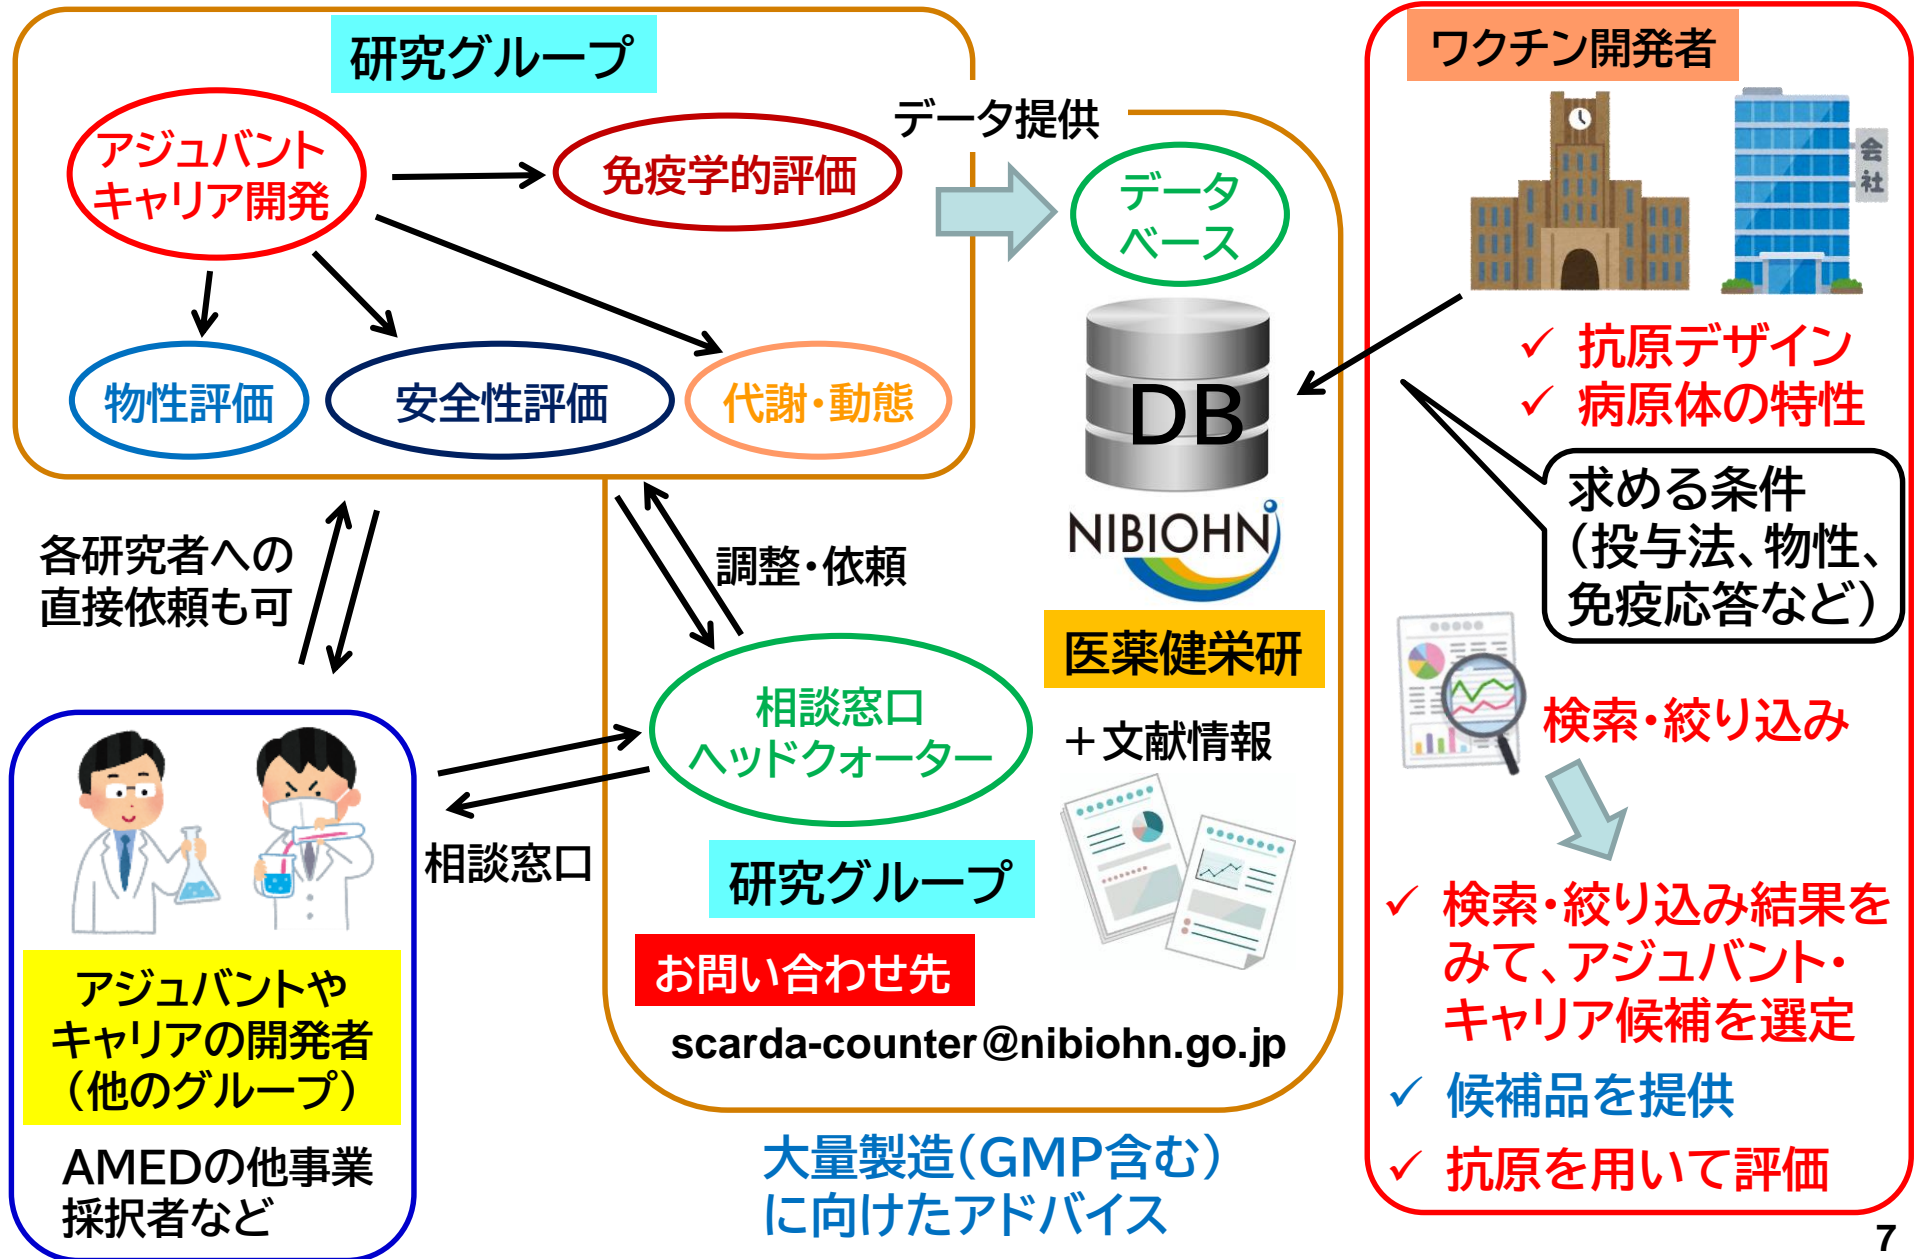 研究グループ
アジュバント
キャリア開発
免疫学的評価
物性評価
安全性評価
代謝・動態
データ提供
データ
ベース
DB
NIBIOHN
医薬健栄研
＋文献情報
各研究者への
直接依頼も可
調整・依頼
相談窓口
ヘッドクォーター
研究グループ
相談窓口
お問い合わせ先
scarda-counter@nibiohn.go.jp
アジュバントや
キャリアの開発者
（他のグループ）
AMEDの他事業
採択者など
大量製造（GMP含む）
に向けたアドバイス
ワクチン開発者
会
社
✓ 抗原デザイン
✓ 病原体の特性
求める条件
（投与法、物性、
免疫応答など）
検索・絞り込み
✓ 検索・絞り込み結果を
みて、アジュバント・
キャリア候補を選定
✓ 候補品を提供
✓ 抗原を用いて評価
7